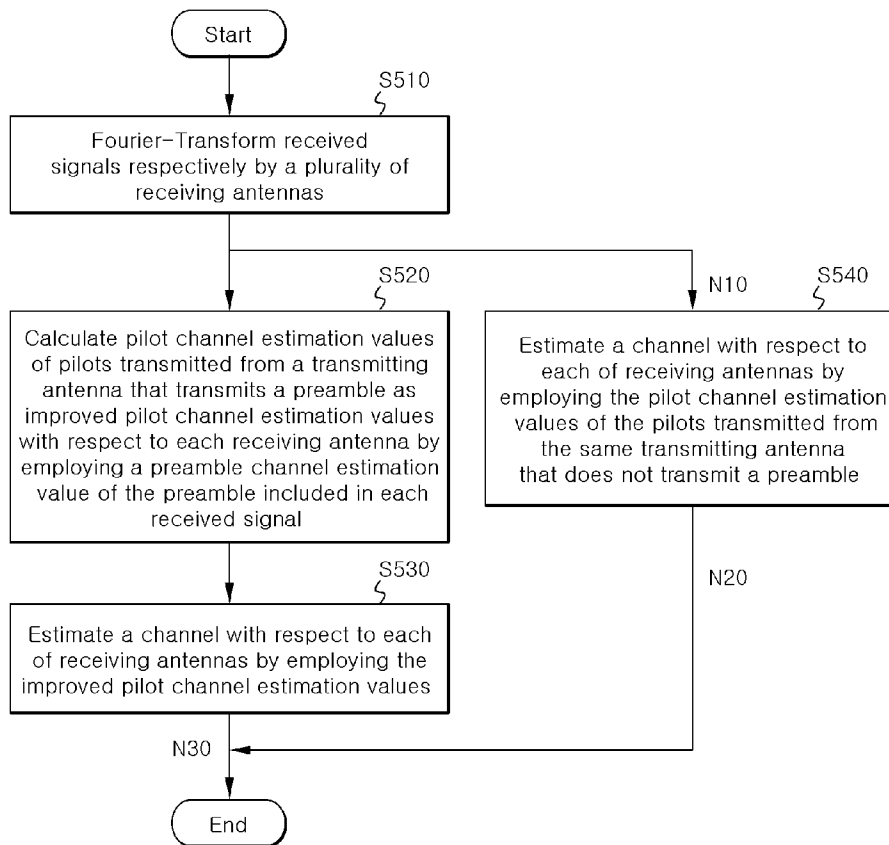 Start
S510
Fourier-Transform received
signals respectively by a plurality of
receiving antennas
S520
Calculate pilot channel estimation values
of pilots transmitted from a transmitting
antenna that transmits a preamble as
improved pilot channel estimation values
with respect to each receiving antenna by
employing a preamble channel estimation
value of the preamble included in each
received signal
N10
S540
Estimate a channel with respect to
each of receiving antennas by
employing the pilot channel estimation
values of the pilots transmitted from
the same transmitting antenna
that does not transmit a preamble
S530
Estimate a channel with respect to each
of receiving antennas by employing the
improved pilot channel estimation values
N20
N30
End